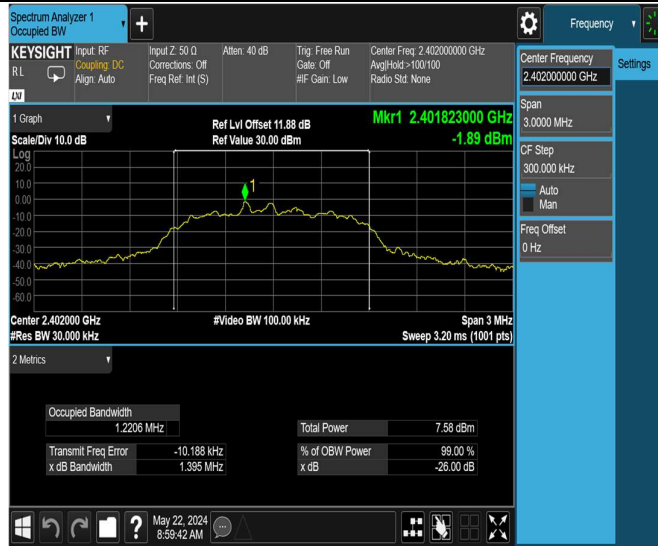 Spectrum Analyzer 1
Occupied BW
Frequency
KEYSIGHT
R L
LXI
Input: RF
Coupling: DC
Align: Auto
Input Z: 50 Ω
Corrections: Off
Freq Ref: Int (S)
Atten: 40 dB
Trig: Free Run
Gate: Off
#IF Gain: Low
Center Freq: 2.402000000 GHz
Avg|Hold:>100/100
Radio Std: None
Center Frequency
2.402000000 GHz
Settings
Span
3.0000 MHz
CF Step
300.000 kHz
Auto
Man
Freq Offset
0 Hz
1 Graph
Scale/Div 10.0 dB
Ref Lvl Offset 11.88 dB
Ref Value 30.00 dBm
Mkr1 2.401823000 GHz
-1.89 dBm
Log
20.0
10.0
0.00
-10.0
-20.0
-30.0
-40.0
-50.0
-60.0
1
Center 2.402000 GHz
#Res BW 30.000 kHz
#Video BW 100.00 kHz
Span 3 MHz
Sweep 3.20 ms (1001 pts)
2 Metrics
Occupied Bandwidth
1.2206 MHz
Total Power 7.58 dBm
Transmit Freq Error -10.188 kHz
% of OBW Power 99.00 %
x dB Bandwidth 1.395 MHz
x dB -26.00 dB
?
May 22, 2024
8:59:42 AM